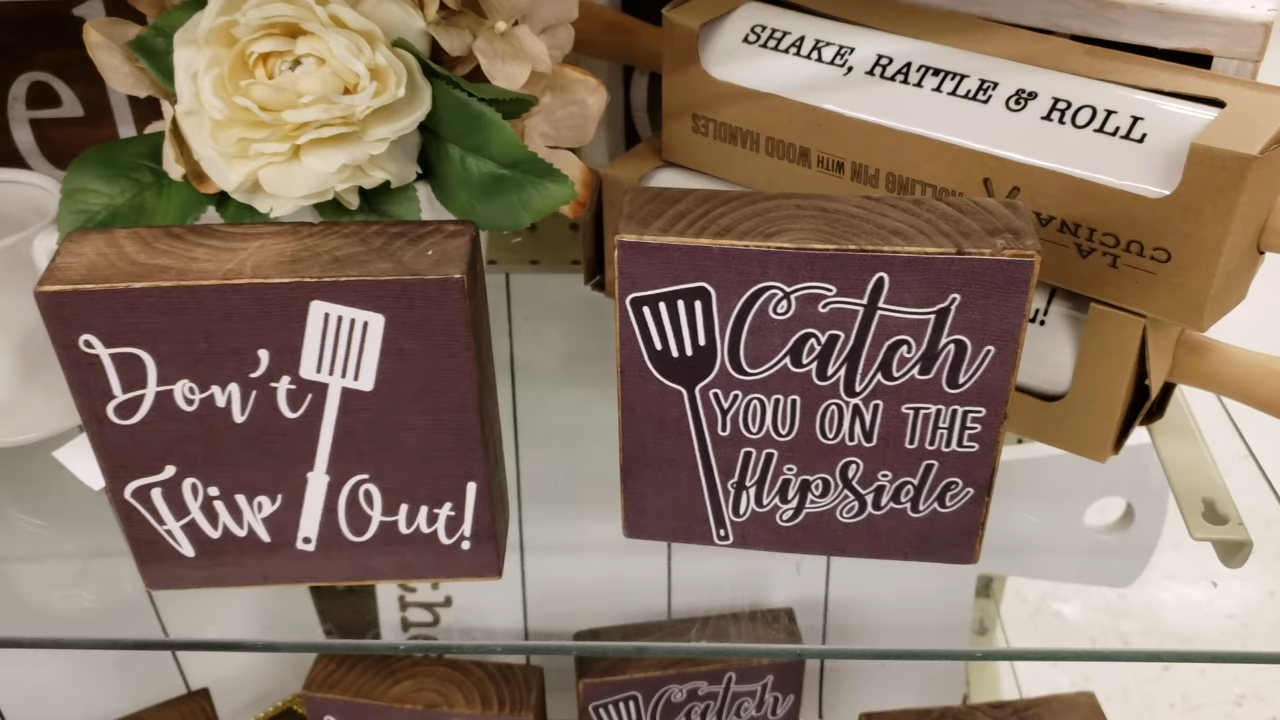 SHAKE, RATTLE & ROLL
ROLLING PIN WITH WOOD HANDLES
LA
CUCINA
Don't
Flip Out!
Catch
YOU ON THE
flipside
Catch